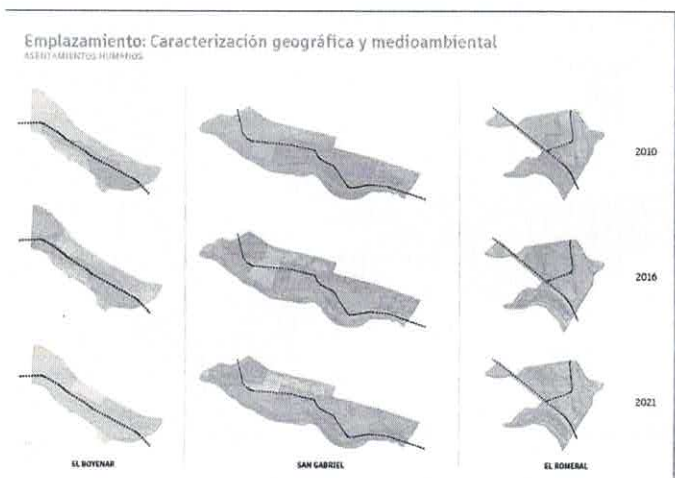 Emplazamiento: Caracterización geográfica y medioambiental
ASENTAMIENTOS HUMANOS
2010
2016
2021
EL BOYENAR
SAN GABRIEL
EL ROMERAL